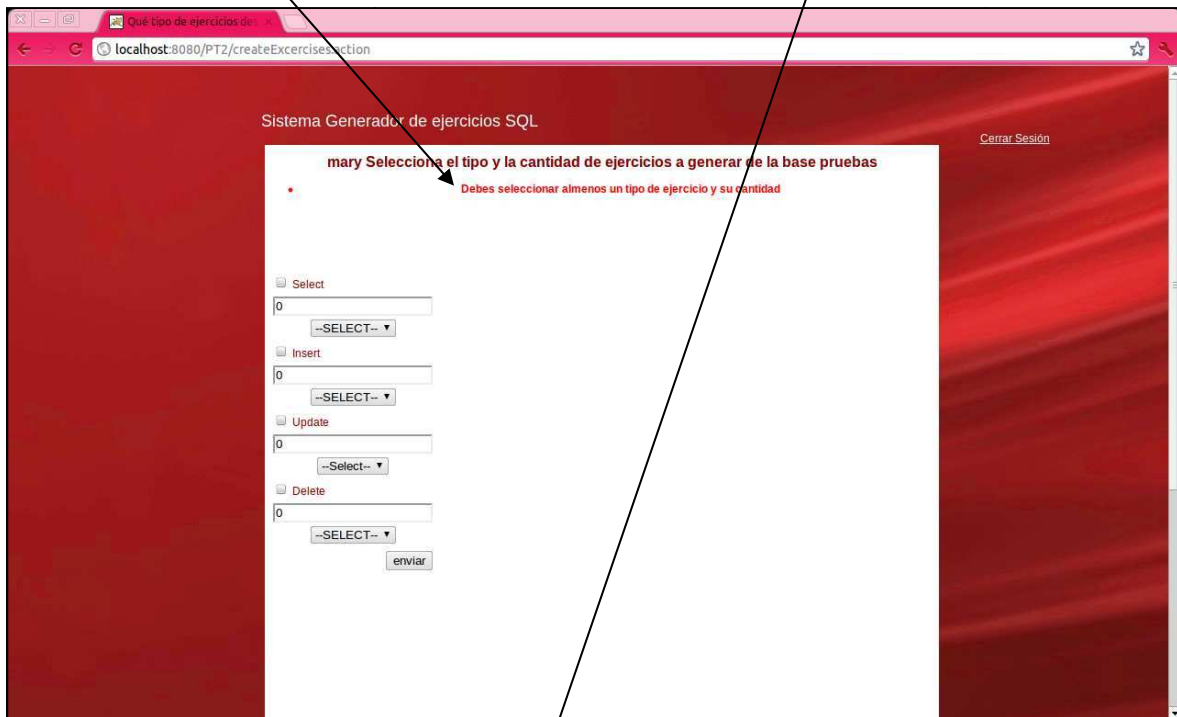 Qué tipo de ejercicios des
localhost:8080/PT2/createExcercises.action
Sistema Generador de ejercicios SQL
Cerrar Sesión
mary Selecciona el tipo y la cantidad de ejercicios a generar de la base pruebas
Debes seleccionar almenos un tipo de ejercicio y su cantidad
Select
0
--SELECT--
Insert
0
--SELECT--
Update
0
--Select--
Delete
0
--SELECT--
enviar